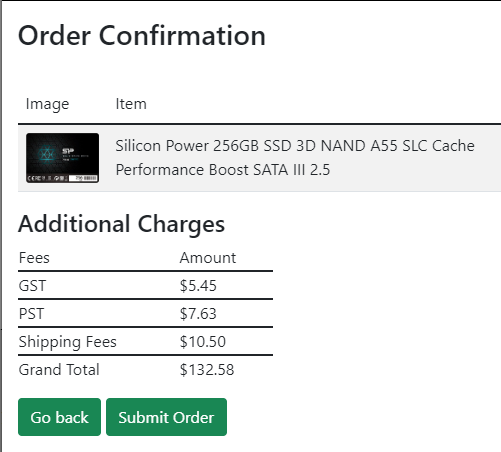 Order Confirmation
Image Item
SP
Silicon Power 256GB SSD 3D NAND A55 SLC Cache
Performance Boost SATA III 2.5
Additional Charges
Fees Amount
GST $5.45
PST $7.63
Shipping Fees $10.50
Grand Total $132.58
Go back Submit Order